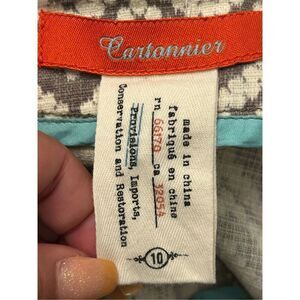 Cartonnier
made in china
fabriqué en chine
rn 66170 ca 32054
Provisions, Imports,
Conservation and Restoration
10